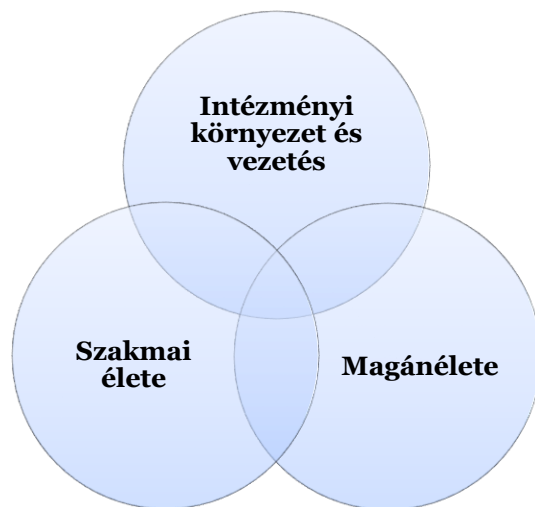 Intézményi
környezet és
vezetés
Szakmai
élete
Magánélete